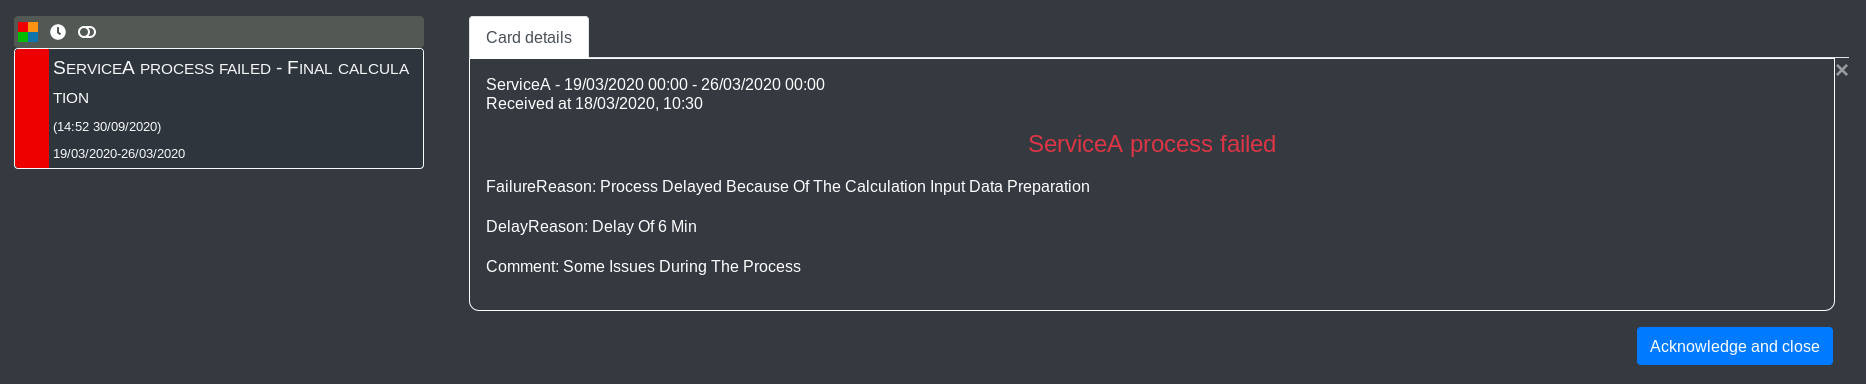 ServiceA process failed - Final calcula
tion
(14:52 30/09/2020)
19/03/2020-26/03/2020
Card details
ServiceA - 19/03/2020 00:00 - 26/03/2020 00:00
Received at 18/03/2020, 10:30
ServiceA process failed
FailureReason: Process Delayed Because Of The Calculation Input Data Preparation
DelayReason: Delay Of 6 Min
Comment: Some Issues During The Process
Acknowledge and close